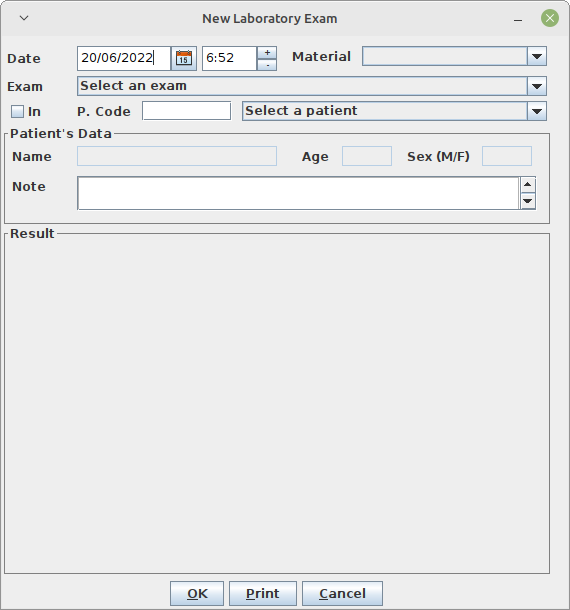 New Laboratory Exam
Date 20/06/2022 15 6:52 + - Material
Exam Select an exam
In P. Code Select a patient
Patient's Data
Name Age Sex (M/F)
Note
Result
OK Print Cancel